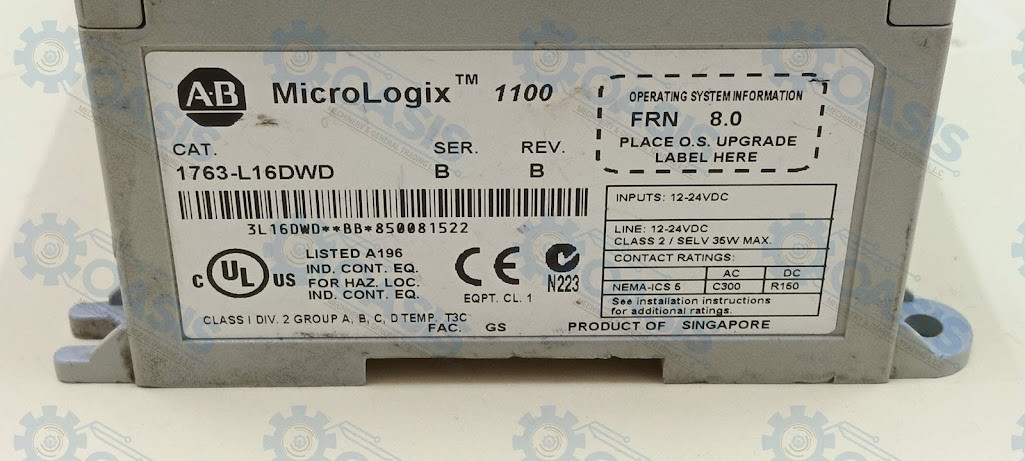 AB MicroLogix™ 1100
CAT. SER. REV.
1763-L16DWD B B
3L16DWD**BB*850081522
C UL US
LISTED A196
IND. CONT. EQ.
FOR HAZ. LOC.
IND. CONT. EQ.
CE
EQPT. CL. 1
N223
CLASS I DIV. 2 GROUP A, B, C, D TEMP. T3C
FAC. GS PRODUCT OF SINGAPORE
OPERATING SYSTEM INFORMATION
FRN 8.0
PLACE O.S. UPGRADE
LABEL HERE
INPUTS: 12-24VDC
LINE: 12-24VDC
CLASS 2 / SELV 35W MAX.
CONTACT RATINGS:
AC DC
NEMA-ICS 5 C300 R150
See installation instructions
for additional ratings.
OASIS